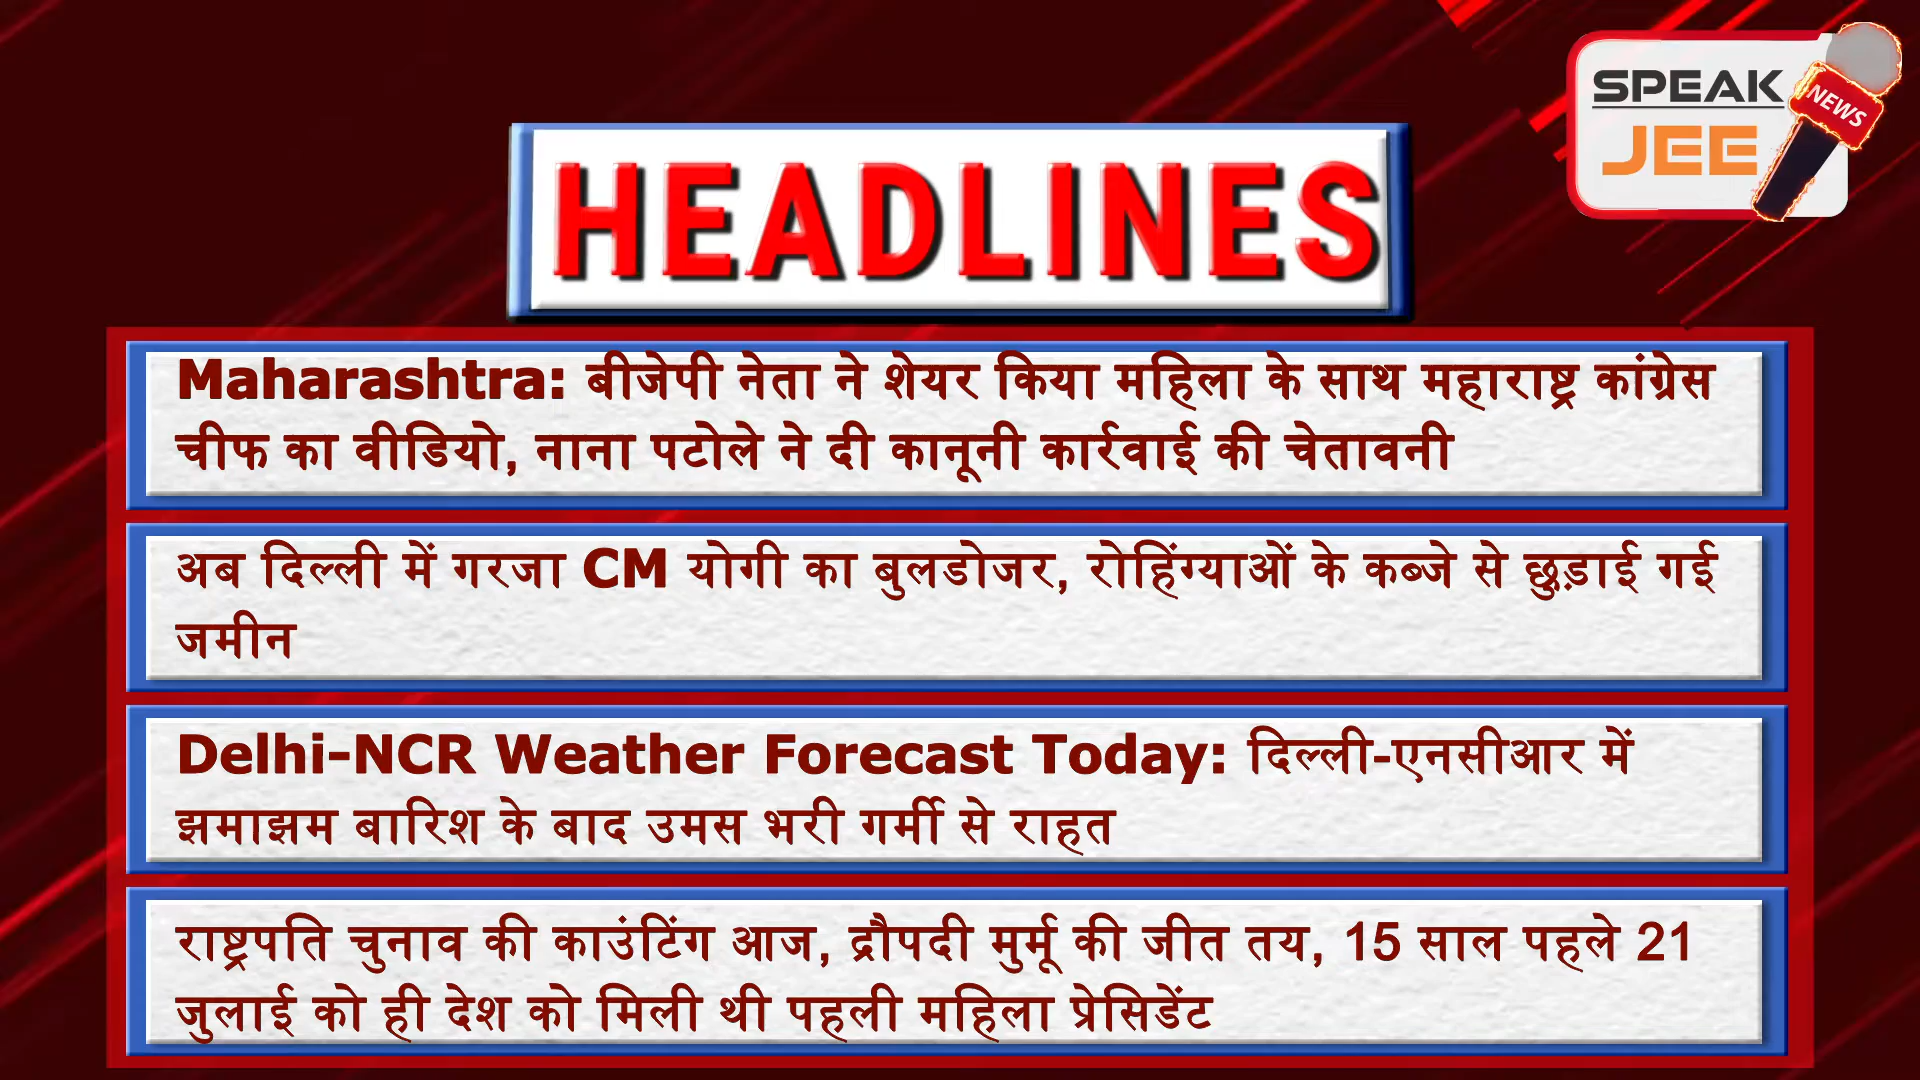 SPEAK
JEE
NEWS
HEADLINES
Maharashtra: बीजेपी नेता ने शेयर किया महिला के साथ महाराष्ट्र कांग्रेस
चीफ का वीडियो, नाना पटोले ने दी कानूनी कार्रवाई की चेतावनी
अब दिल्ली में गरजा CM योगी का बुलडोजर, रोहिंग्याओं के कब्जे से छुड़ाई गई
जमीन
Delhi-NCR Weather Forecast Today: दिल्ली-एनसीआर में
झमाझम बारिश के बाद उमस भरी गर्मी से राहत
राष्ट्रपति चुनाव की काउंटिंग आज, द्रौपदी मुर्मू की जीत तय, 15 साल पहले 21
जुलाई को ही देश को मिली थी पहली महिला प्रेसिडेंट